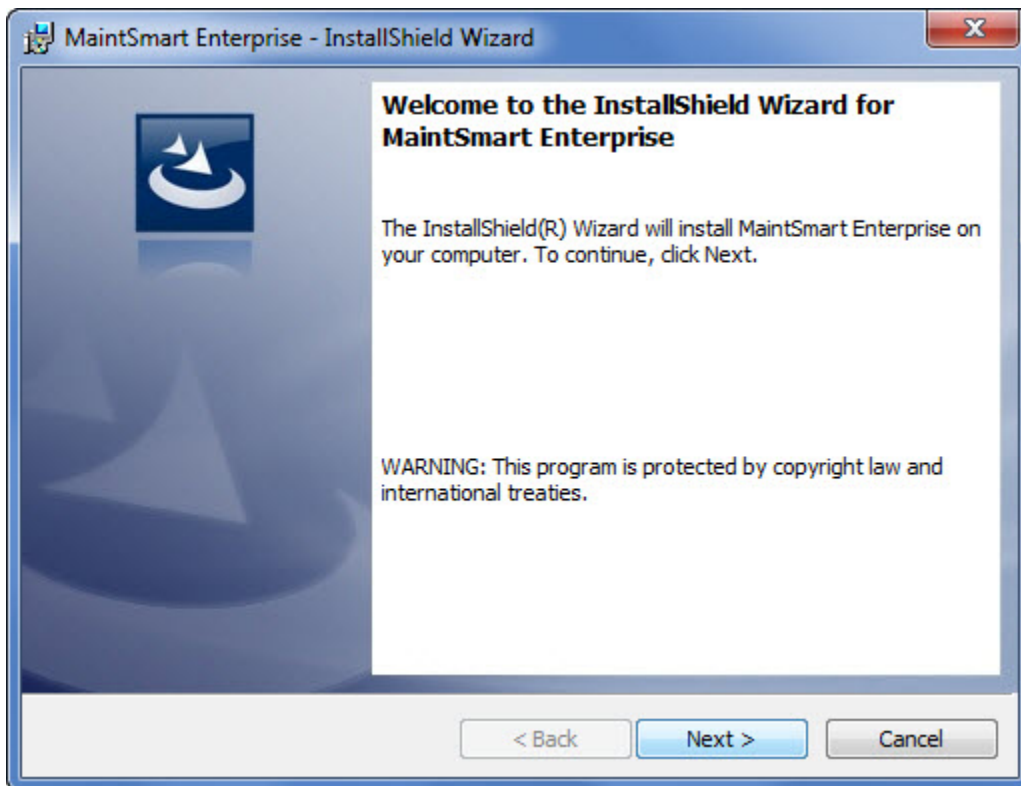 MaintSmart Enterprise - InstallShield Wizard
Welcome to the InstallShield Wizard for
MaintSmart Enterprise
The InstallShield(R) Wizard will install MaintSmart Enterprise on
your computer. To continue, click Next.
WARNING: This program is protected by copyright law and
international treaties.
< Back Next > Cancel